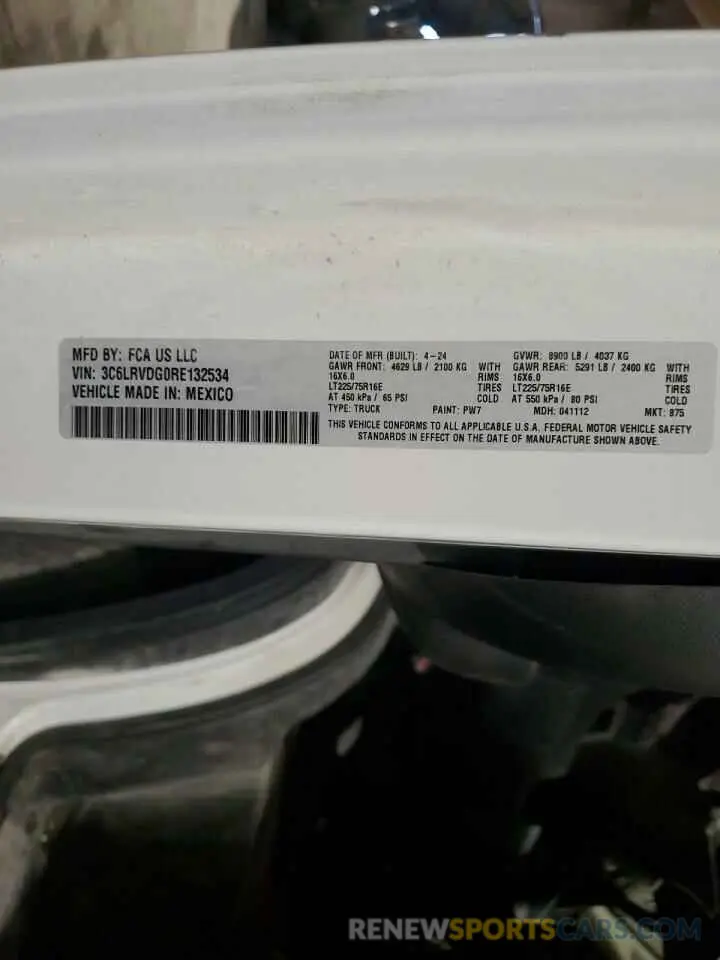 MFD BY: FCA US LLC
VIN: 3C6LRVDG0RE132534
VEHICLE MADE IN: MEXICO
DATE OF MFR (BUILT): 4-24
GAWR FRONT: 4629 LB / 2100 KG WITH
16X6.0 RIMS
LT225/75R16E TIRES
AT 450 kPa / 65 PSI COLD
TYPE: TRUCK PAINT: PW7
GVWR: 8900 LB / 4037 KG
GAWR REAR: 5291 LB / 2400 KG WITH
16X6.0 RIMS
LT225/75R16E TIRES
AT 550 kPa / 80 PSI COLD
MDH: 041112 MKT: 875
THIS VEHICLE CONFORMS TO ALL APPLICABLE U.S.A. FEDERAL MOTOR VEHICLE SAFETY
STANDARDS IN EFFECT ON THE DATE OF MANUFACTURE SHOWN ABOVE.
RENEWSPORTSCARS.COM